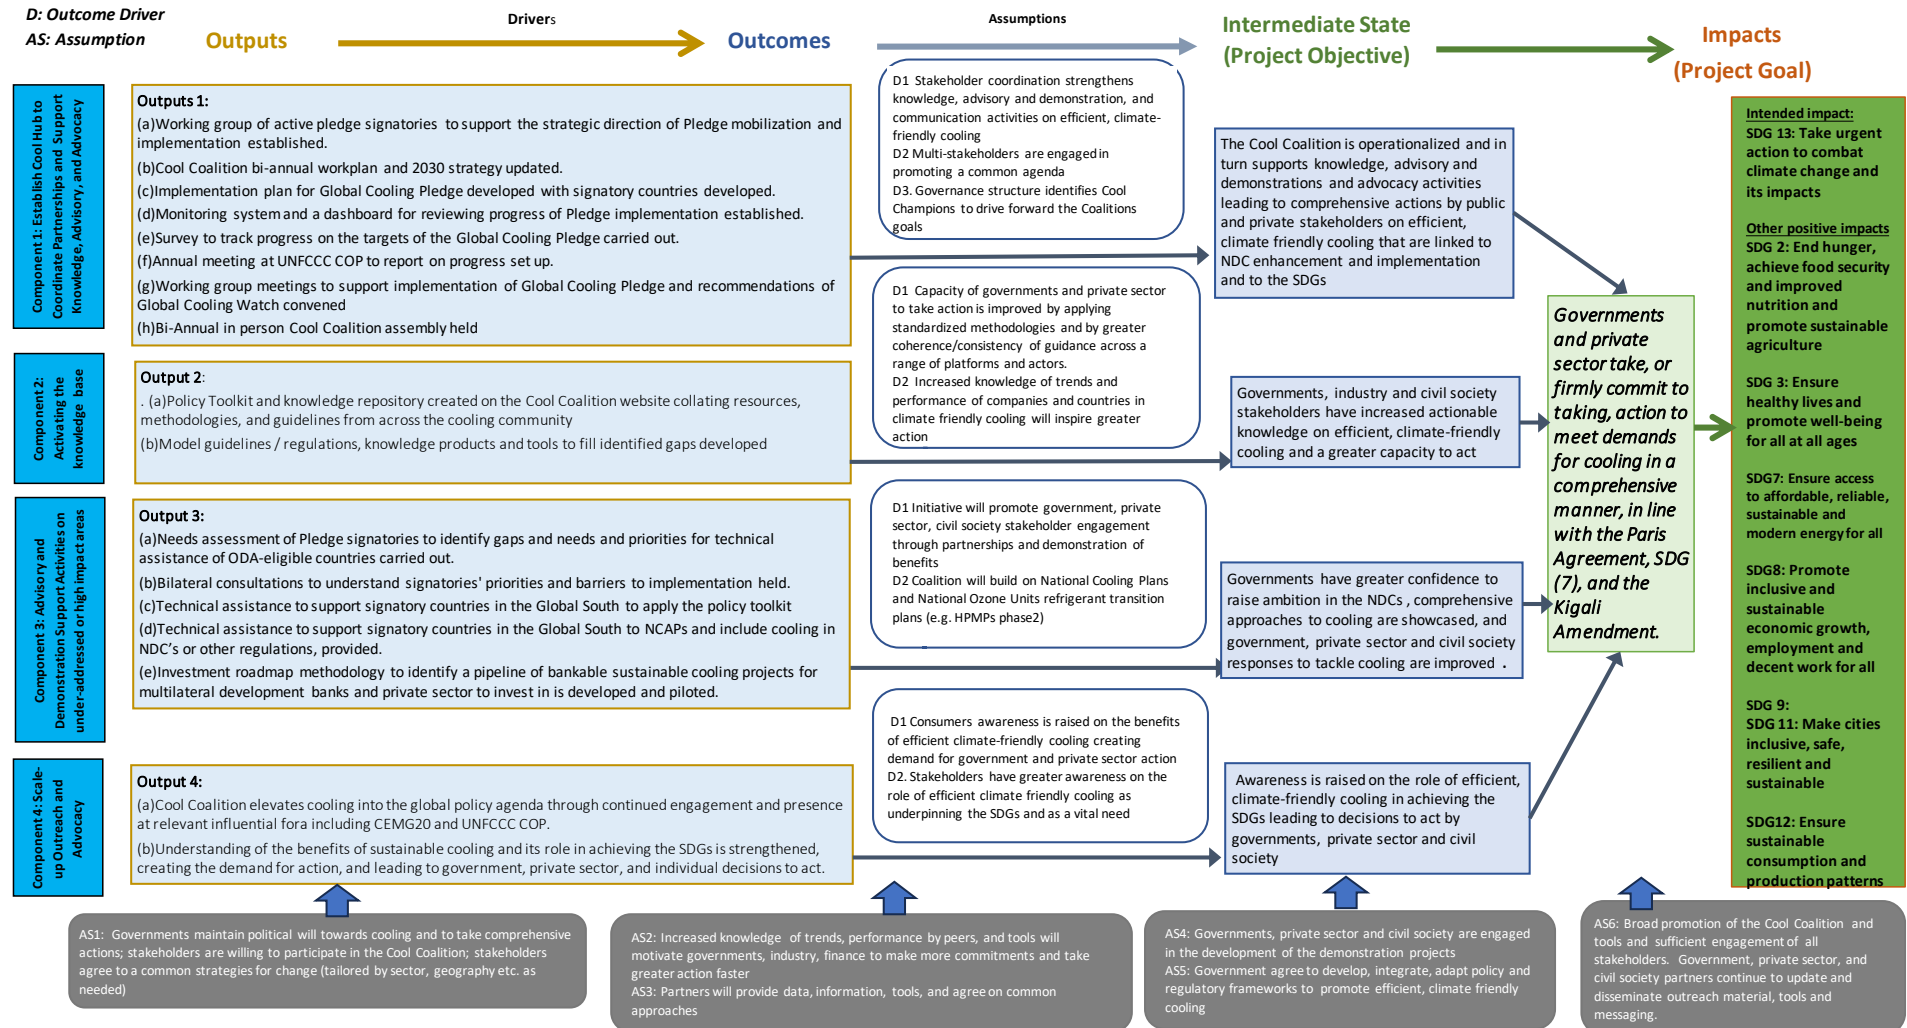 D: Outcome Driver
AS: Assumption
Outputs
Drivers
Outcomes
Assumptions
Intermediate State
(Project Objective)
Impacts
(Project Goal)
Component 1: Establish Cool Hub to
Coordinate Partnerships and Support
Knowledge, Advisory, and Advocacy
Outputs 1:
(a)Working group of active pledge signatories to support the strategic direction of Pledge mobilization and
implementation established.
(b)Cool Coalition bi-annual workplan and 2030 strategy updated.
(c)Implementation plan for Global Cooling Pledge developed with signatory countries developed.
(d)Monitoring system and a dashboard for reviewing progress of Pledge implementation established.
(e)Survey to track progress on the targets of the Global Cooling Pledge carried out.
(f)Annual meeting at UNFCCC COP to report on progress set up.
(g)Working group meetings to support implementation of Global Cooling Pledge and recommendations of
Global Cooling Watch convened
(h)Bi-Annual in person Cool Coalition assembly held
D1 Stakeholder coordination strengthens
knowledge, advisory and demonstration, and
communication activities on efficient, climate-
friendly cooling
D2 Multi-stakeholders are engaged in
promoting a common agenda
D3. Governance structure identifies Cool
Champions to drive forward the Coalitions
goals
The Cool Coalition is operationalized and in
turn supports knowledge, advisory and
demonstrations and advocacy activities
leading to comprehensive actions by public
and private stakeholders on efficient,
climate friendly cooling that are linked to
NDC enhancement and implementation
and to the SDGs
Component 2:
Activating the
knowledge base
Output 2:
. (a)Policy Toolkit and knowledge repository created on the Cool Coalition website collating resources,
methodologies, and guidelines from across the cooling community
(b)Model guidelines / regulations, knowledge products and tools to fill identified gaps developed
D1 Capacity of governments and private sector
to take action is improved by applying
standardized methodologies and by greater
coherence/consistency of guidance across a
range of platforms and actors.
D2 Increased knowledge of trends and
performance of companies and countries in
climate friendly cooling will inspire greater
action
Governments, industry and civil society
stakeholders have increased actionable
knowledge on efficient, climate-friendly
cooling and a greater capacity to act
Component 3: Advisory and
Demonstration Support Activities on
under-addressed or high impact areas
Output 3:
(a)Needs assessment of Pledge signatories to identify gaps and needs and priorities for technical
assistance of ODA-eligible countries carried out.
(b)Bilateral consultations to understand signatories' priorities and barriers to implementation held.
(c)Technical assistance to support signatory countries in the Global South to apply the policy toolkit
(d)Technical assistance to support signatory countries in the Global South to NCAPs and include cooling in
NDC's or other regulations, provided.
(e)Investment roadmap methodology to identify a pipeline of bankable sustainable cooling projects for
multilateral development banks and private sector to invest in is developed and piloted.
D1 Initiative will promote government, private
sector, civil society stakeholder engagement
through partnerships and demonstration of
benefits
D2 Coalition will build on National Cooling Plans
and National Ozone Units refrigerant transition
plans (e.g. HPMPs phase2)
Governments have greater confidence to
raise ambition in the NDCs , comprehensive
approaches to cooling are showcased, and
government, private sector and civil society
responses to tackle cooling are improved .
Component 4: Scale-
up Outreach and
Advocacy
Output 4:
(a)Cool Coalition elevates cooling into the global policy agenda through continued engagement and presence
at relevant influential fora including CEMG20 and UNFCCC COP.
(b)Understanding of the benefits of sustainable cooling and its role in achieving the SDGs is strengthened,
creating the demand for action, and leading to government, private sector, and individual decisions to act.
D1 Consumers awareness is raised on the benefits
of efficient climate-friendly cooling creating
demand for government and private sector action
D2. Stakeholders have greater awareness on the
role of efficient climate friendly cooling as
underpinning the SDGs and as a vital need
Awareness is raised on the role of efficient,
climate-friendly cooling in achieving the
SDGs leading to decisions to act by
governments, private sector and civil
society
Governments
and private
sector take, or
firmly commit to
taking, action to
meet demands
for cooling in a
comprehensive
manner, in line
with the Paris
Agreement, SDG
(7), and the
Kigali
Amendment.
Intended impact:
SDG 13: Take urgent
action to combat
climate change and
its impacts
Other positive impacts
SDG 2: End hunger,
achieve food security
and improved
nutrition and
promote sustainable
agriculture
SDG 3: Ensure
healthy lives and
promote well-being
for all at all ages
SDG7: Ensure access
to affordable, reliable,
sustainable and
modern energy for all
SDG8: Promote
inclusive and
sustainable
economic growth,
employment and
decent work for all
SDG 9:
SDG 11: Make cities
inclusive, safe,
resilient and
sustainable
SDG12: Ensure
sustainable
consumption and
production patterns
AS1: Governments maintain political will towards cooling and to take comprehensive
actions; stakeholders are willing to participate in the Cool Coalition; stakeholders
agree to a common strategies for change (tailored by sector, geography etc. as
needed)
AS2: Increased knowledge of trends, performance by peers, and tools will
motivate governments, industry, finance to make more commitments and take
greater action faster
AS3: Partners will provide data, information, tools, and agree on common
approaches
AS4: Governments, private sector and civil society are engaged
in the development of the demonstration projects
AS5: Government agree to develop, integrate, adapt policy and
regulatory frameworks to promote efficient, climate friendly
cooling
AS6: Broad promotion of the Cool Coalition and
tools and sufficient engagement of all
stakeholders. Government, private sector, and
civil society partners continue to update and
disseminate outreach material, tools and
messaging.